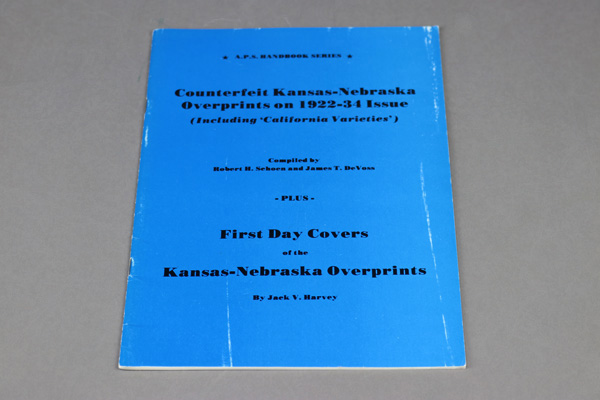 A.P.S. HANDBOOK SERIES
Counterfeit Kansas-Nebraska
Overprints on 1922-34 Issue
(Including 'California Varieties')
Compiled by
Robert H. Schoen and James T. DeVoss
- PLUS -
First Day Covers
of the
Kansas-Nebraska Overprints
By Jack V. Harvey